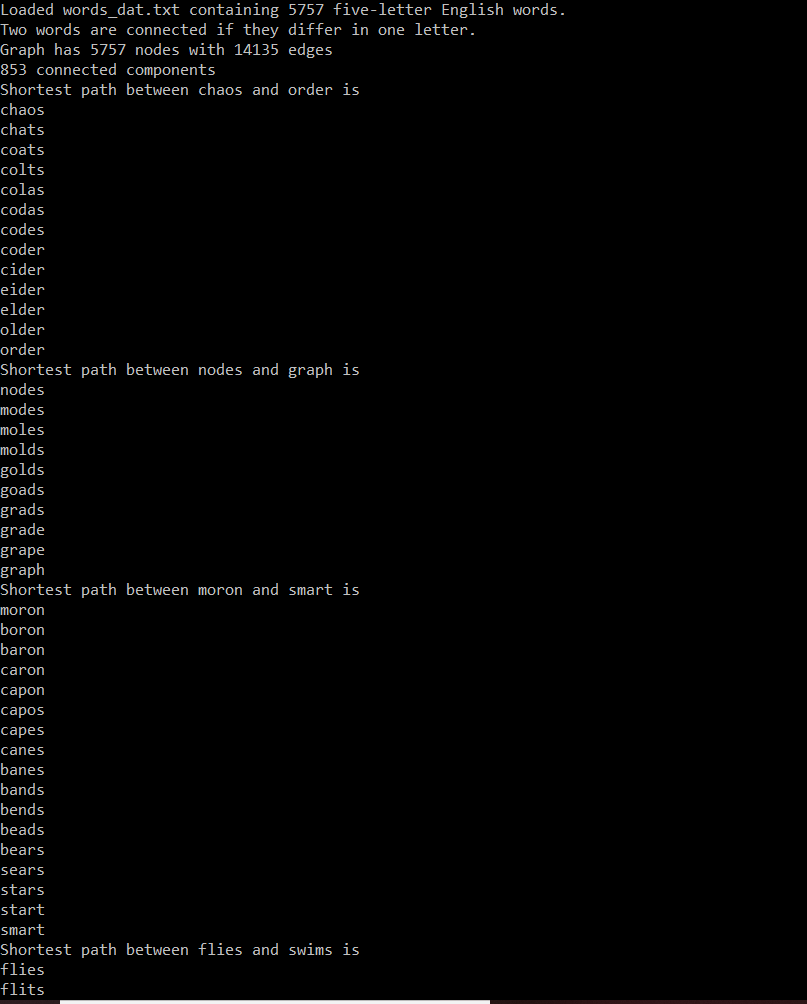 Loaded words_dat.txt containing 5757 five-letter English words.
Two words are connected if they differ in one letter.
Graph has 5757 nodes with 14135 edges
853 connected components
Shortest path between chaos and order is
chaos
chats
coats
colts
colas
codas
codes
coder
cider
eider
elder
older
order
Shortest path between nodes and graph is
nodes
modes
moles
molds
golds
goads
grads
grade
grape
graph
Shortest path between moron and smart is
moron
boron
baron
caron
capon
capos
capes
canes
banes
bands
bends
beads
bears
sears
stars
start
smart
Shortest path between flies and swims is
flies
flits